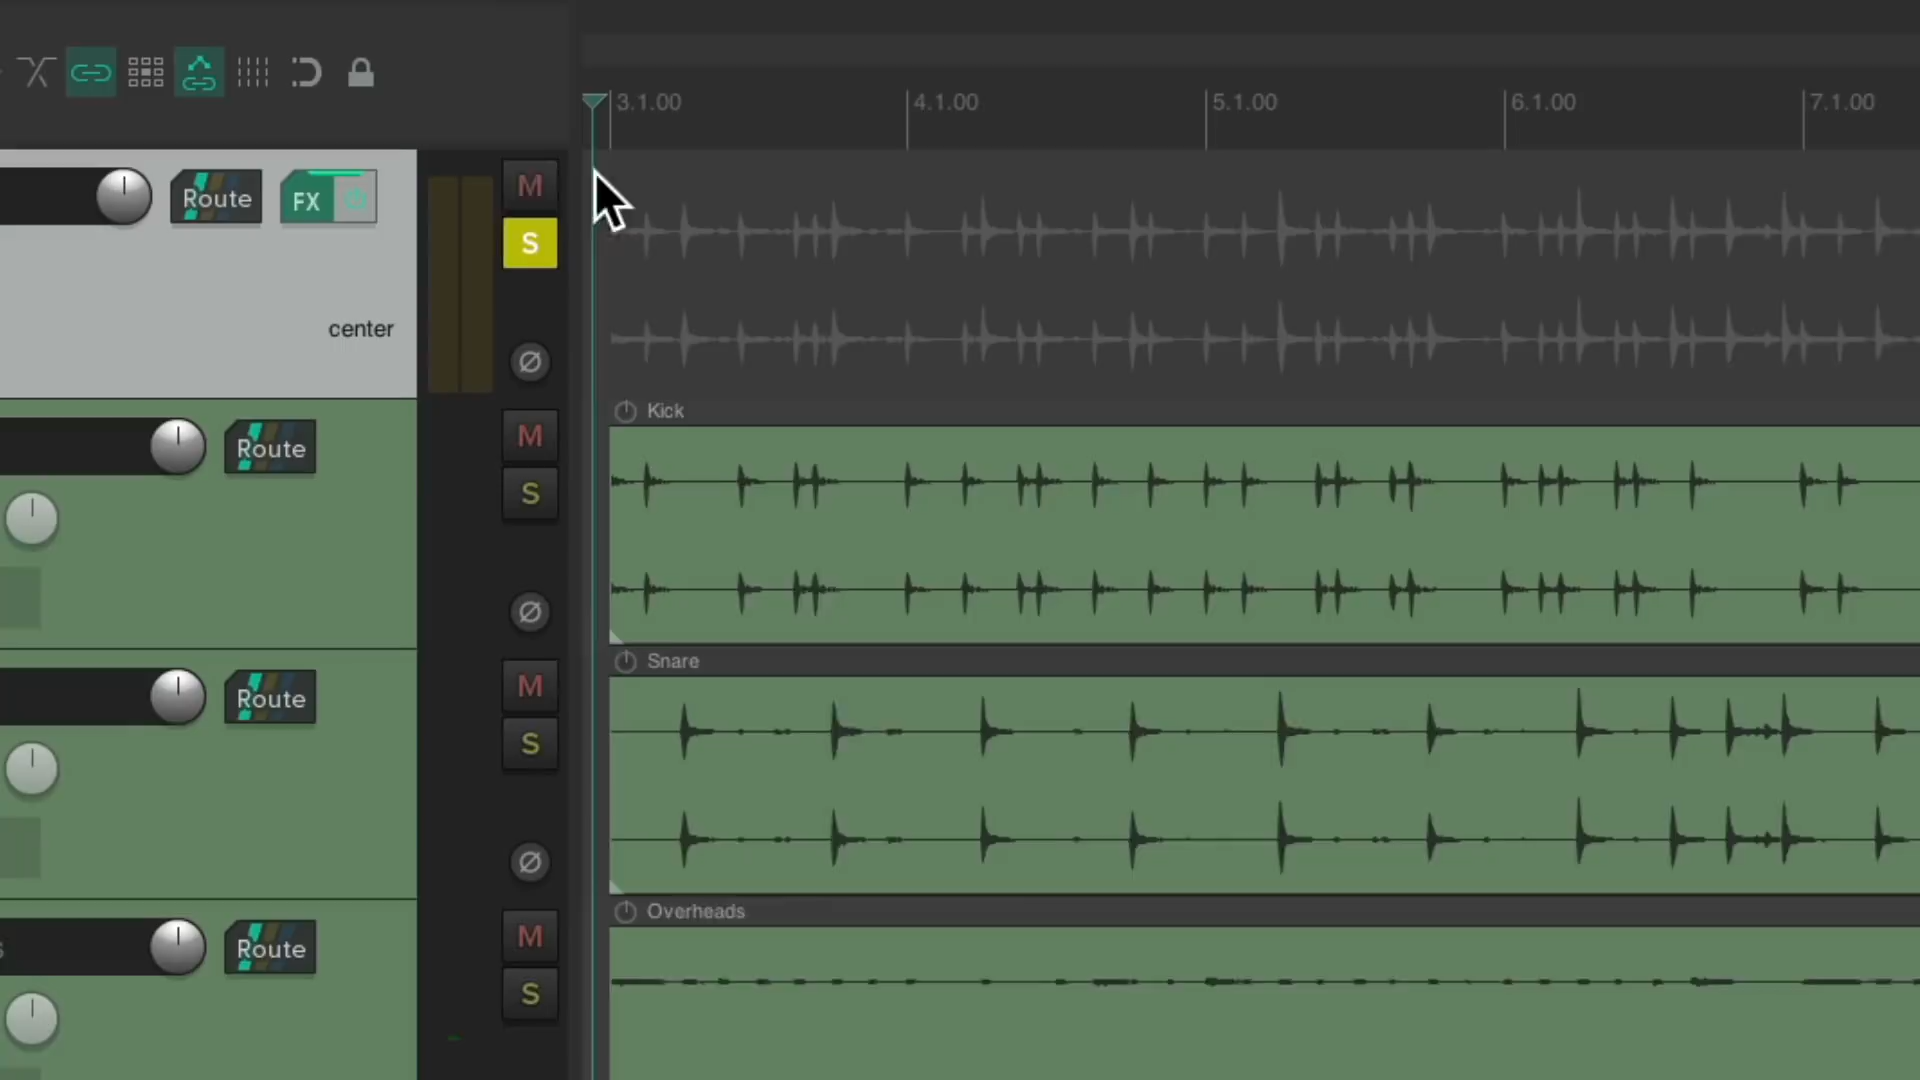 3.1.00 4.1.00 5.1.00 6.1.00 7.1.00
Route FX M
S
center
Ø
Kick
Route M
S
Ø
Snare
Route M
S
Ø
Overheads
s Route M
S